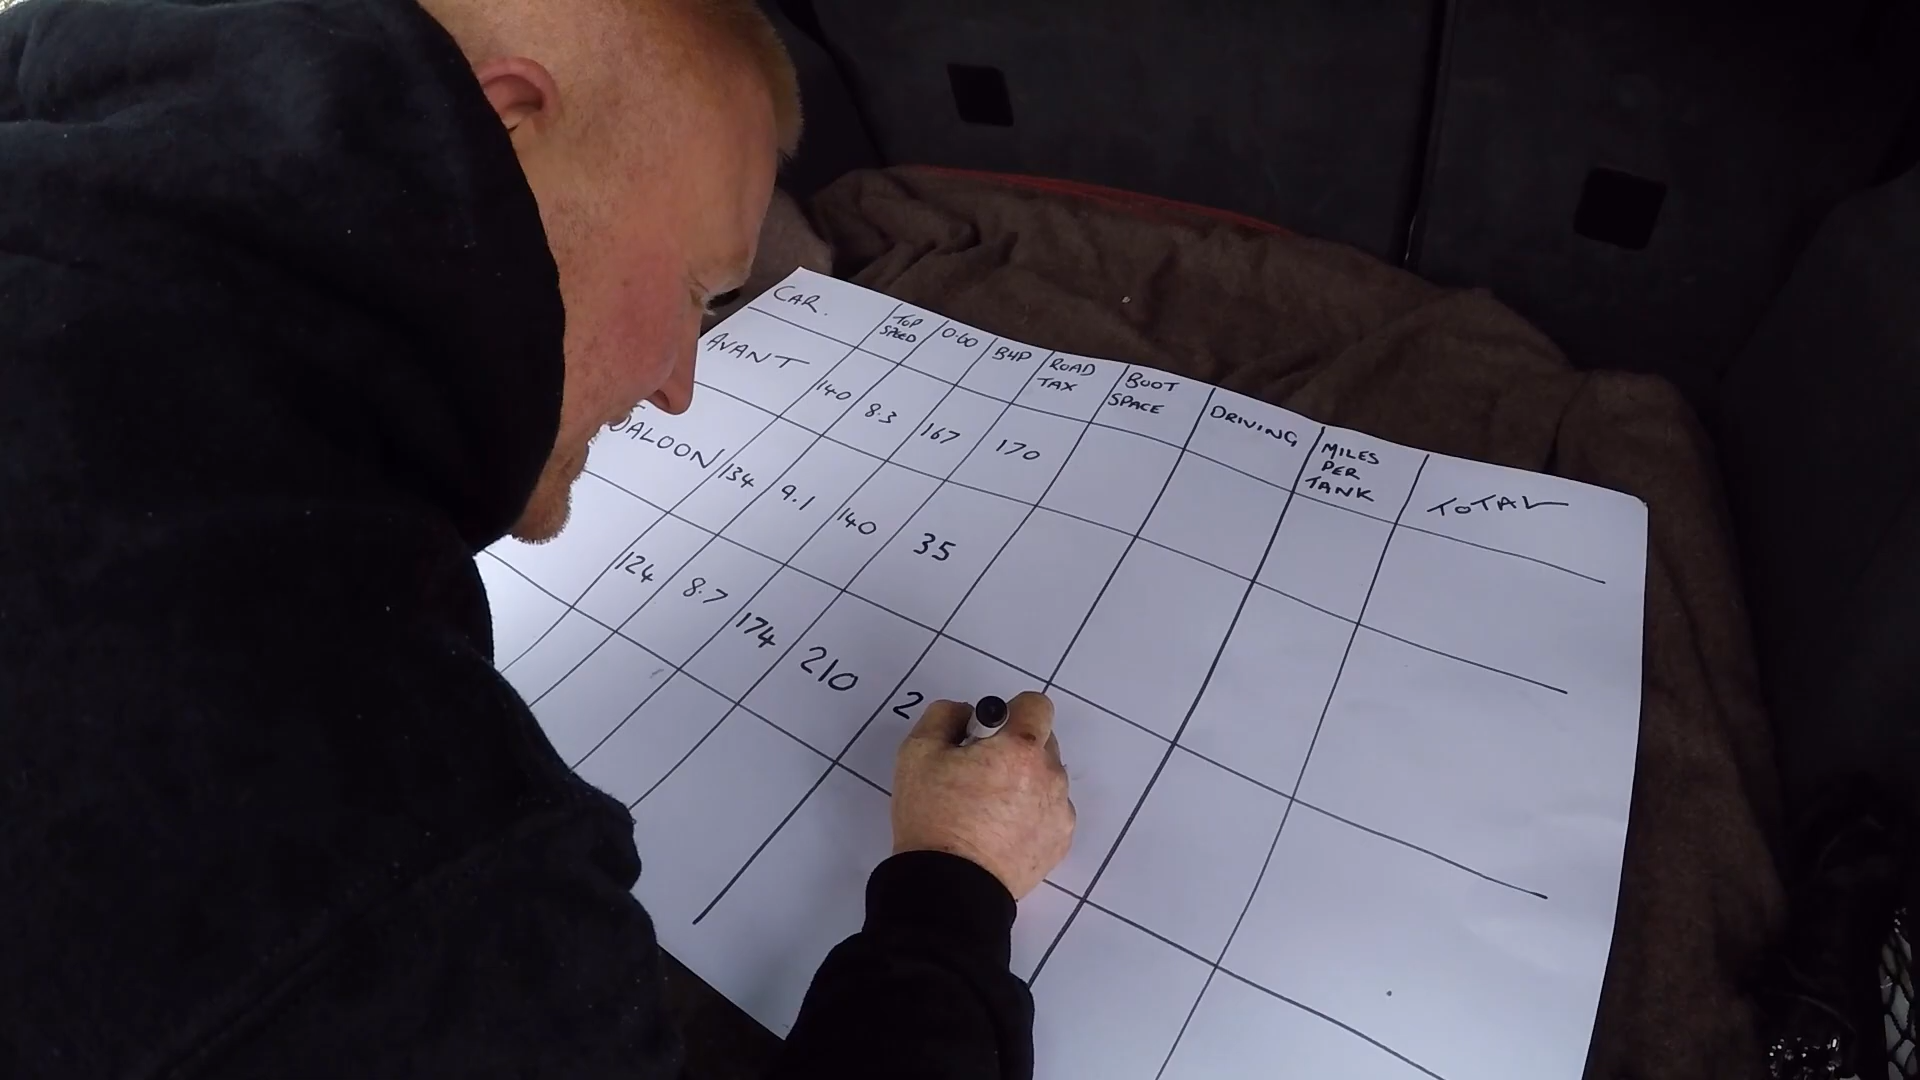 CAR.
TOP
SPEED
0-60
BHP
ROAD
TAX
BOOT
SPACE
DRIVING
MILES
PER
TANK
TOTAL
AVANT
140
8.3
167
170
SALOON
134
9.1
140
35
124
8.7
174
210
2